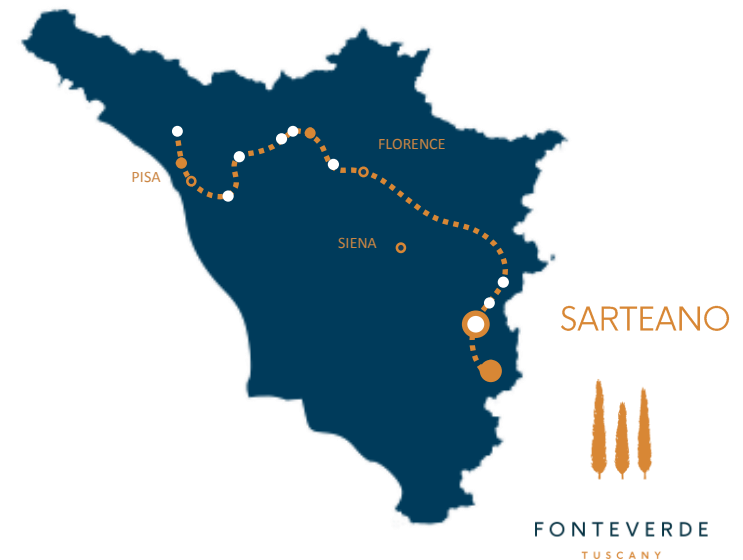 FLORENCE
PISA
SIENA
SARTEANO
FONTEVERDE
TUSCANY